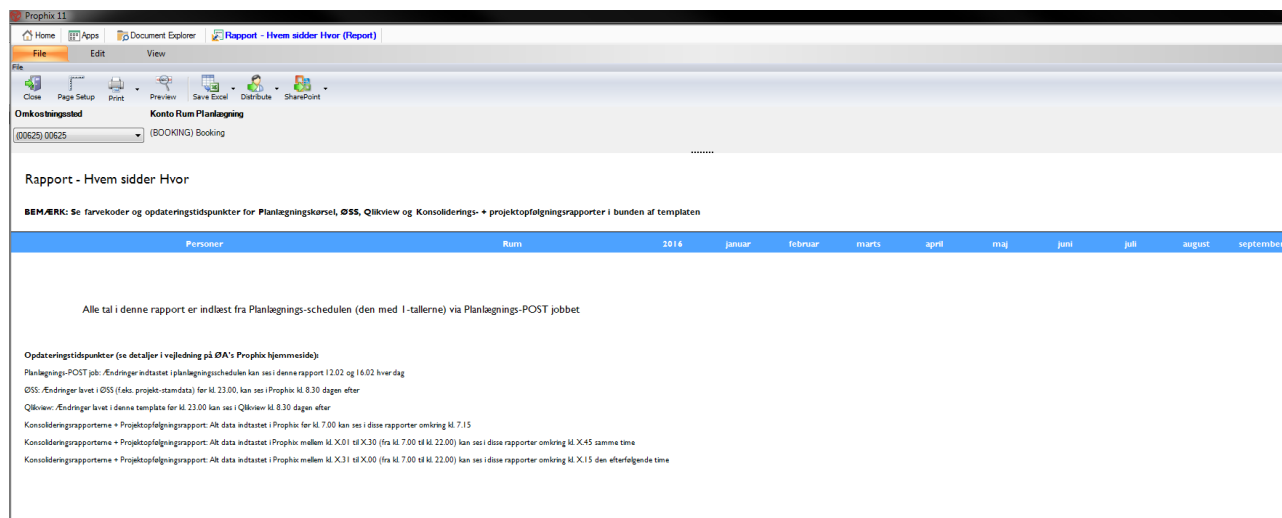 Prophix 11
Home Apps Document Explorer Rapport - Hvem sidder Hvor (Report)
File Edit View
File
Close Page Setup Print Preview Save Excel Distribute SharePoint
Omkostningssted Konto Rum Planlægning
(00625) 00625 (BOOKING) Booking
Rapport - Hvem sidder Hvor
BEMÆRK: Se farvekoder og opdateringstidspunkter for Planlægningskørsel, ØSS, Qlikview og Konsoliderings- + projektopfølgningsrapporter i bunden af templaten
Personer Rum 2016 januar februar marts april maj juni juli august september
Alle tal i denne rapport er indlæst fra Planlægnings-schedulen (den med 1-tallerne) via Planlægnings-POST jobbet
Opdateringstidspunkter (se detaljer i vejledning på ØA's Prophix hjemmeside):
Planlægnings-POST job: Ændringer indtastet i planlægningsschedulen kan ses i denne rapport 12.02 og 16.02 hver dag
ØSS: Ændringer lavet i ØSS (f.eks. projekt-stamdata) før kl. 23.00, kan ses i Prophix kl. 8.30 dagen efter
Qlikview: Ændringer lavet i denne template før kl. 23.00 kan ses i Qlikview kl. 8.30 dagen efter
Konsolideringsrapporterne + Projektopfølgningsrapport: Alt data indtastet i Prophix før kl. 7.00 kan ses i disse rapporter omkring kl. 7.15
Konsolideringsrapporterne + Projektopfølgningsrapport: Alt data indtastet i Prophix mellem kl. X.01 til X.30 (fra kl. 7.00 til kl. 22.00) kan ses i disse rapporter omkring kl. X.45 samme time
Konsolideringsrapporterne + Projektopfølgningsrapport: Alt data indtastet i Prophix mellem kl. X.31 til X.00 (fra kl. 7.00 til kl. 22.00) kan ses i disse rapporter omkring kl. X.15 den efterfølgende time